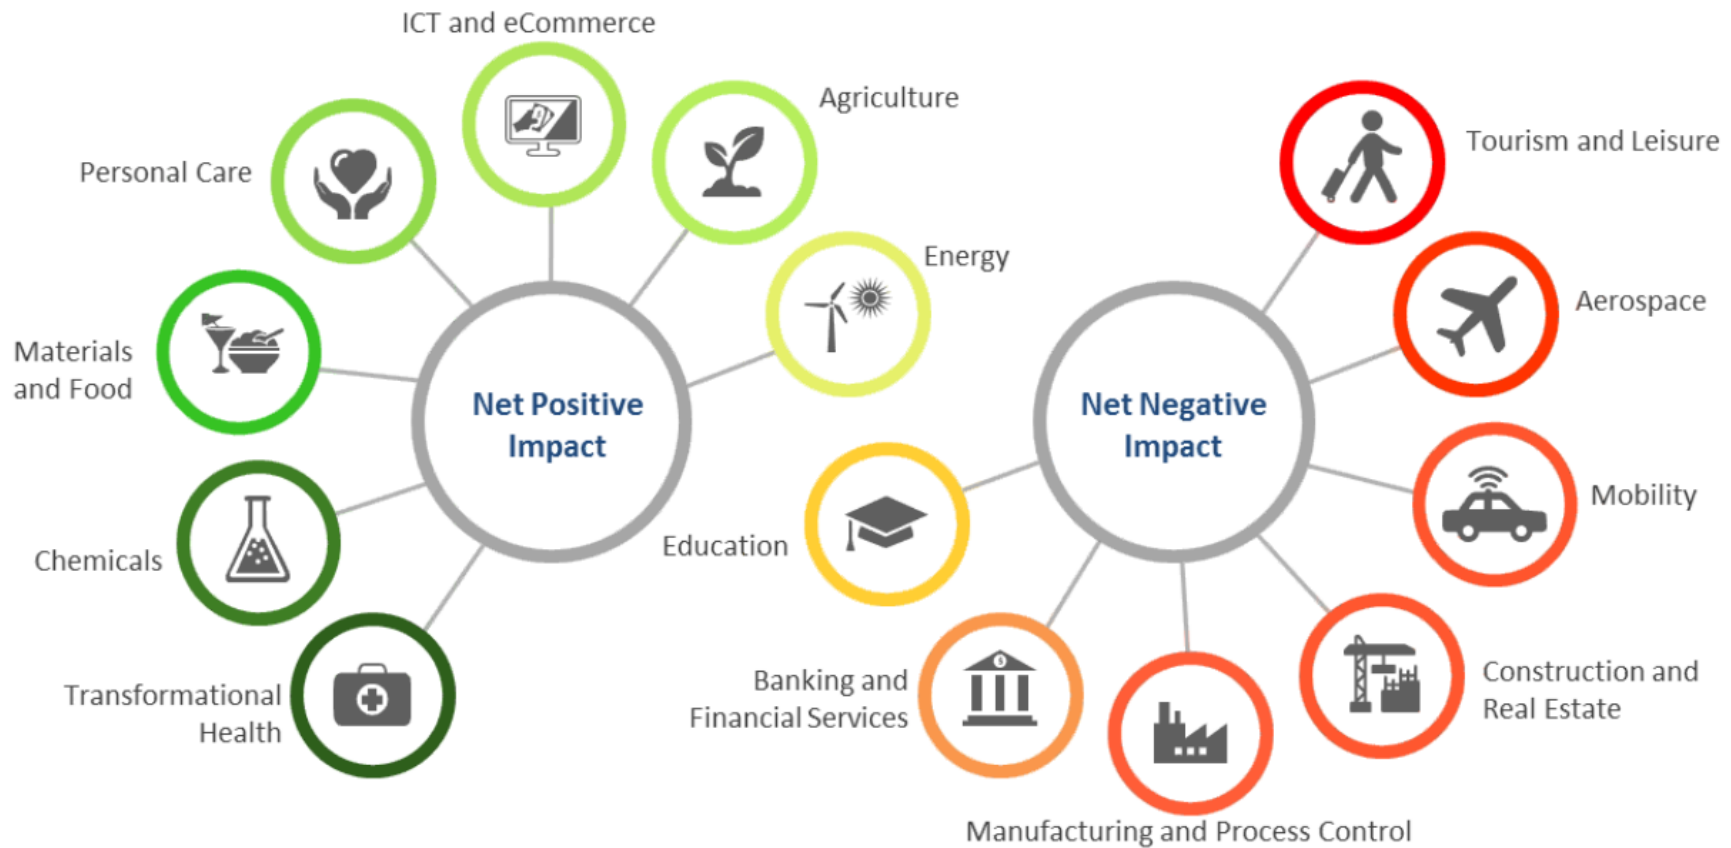 ICT and eCommerce
Agriculture
Personal Care
Energy
Materials
and Food
Net Positive
Impact
Chemicals
Transformational
Health
Tourism and Leisure
Aerospace
Net Negative
Impact
Mobility
Education
Banking and
Financial Services
Construction and
Real Estate
Manufacturing and Process Control
$